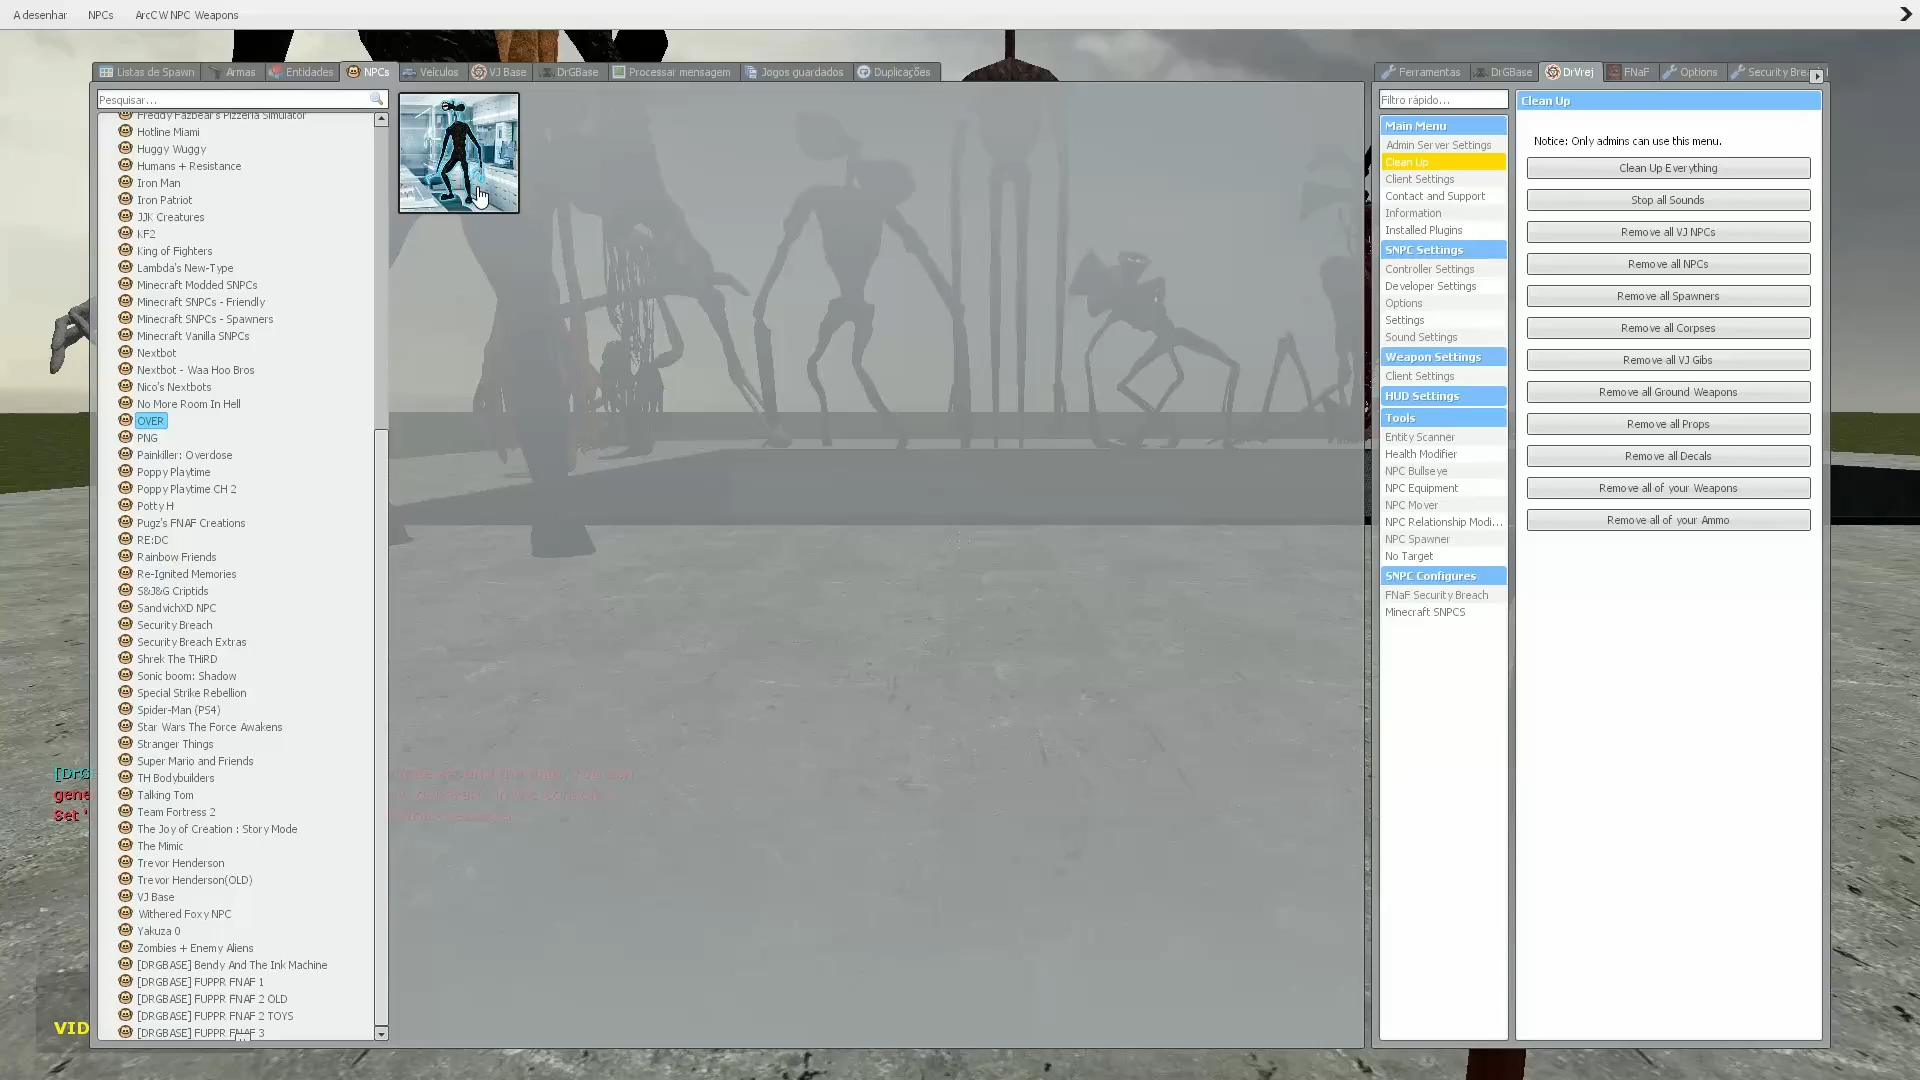 A desenhar NPCs ArcCW NPC Weapons
Listas de Spawn Armas Entidades NPCs Veículos VJ Base DrGBase Processar mensagem Jogos guardados Duplicações
Pesquisar...
Freddy Fazbear's Pizzeria Simulator
Hotline Miami
Huggy Wuggy
Humans + Resistance
Iron Man
Iron Patriot
JJK Creatures
KF2
King of Fighters
Lambda's New-Type
Minecraft Modded SNPCs
Minecraft SNPCs - Friendly
Minecraft SNPCs - Spawners
Minecraft Vanilla SNPCs
Nextbot
Nextbot - Waa Hoo Bros
Nico's Nextbots
No More Room In Hell
OVER
PNG
Painkiller: Overdose
Poppy Playtime
Poppy Playtime CH 2
Potty H
Pugz's FNAF Creations
RE:DC
Rainbow Friends
Re-Ignited Memories
S&J&G Criptids
SandvichXD NPC
Security Breach
Security Breach Extras
Shrek The THiRD
Sonic boom: Shadow
Special Strike Rebellion
Spider-Man (PS4)
Star Wars The Force Awakens
Stranger Things
Super Mario and Friends
TH Bodybuilders
Talking Tom
Team Fortress 2
The Joy of Creation : Story Mode
The Mimic
Trevor Henderson
Trevor Henderson(OLD)
VJ Base
Withered Foxy NPC
Yakuza 0
Zombies + Enemy Aliens
[DRGBASE] Bendy And The Ink Machine
[DRGBASE] FUPPR FNAF 1
[DRGBASE] FUPPR FNAF 2 OLD
[DRGBASE] FUPPR FNAF 2 TOYS
[DRGBASE] FUPPR FNAF 3
[DrG
gene
Set '
VID
Ferramentas DrGBase DrVrej FNaF Options Security Brea
Filtro rápido...
Main Menu
Admin Server Settings
Clean Up
Client Settings
Contact and Support
Information
Installed Plugins
SNPC Settings
Controller Settings
Developer Settings
Options
Settings
Sound Settings
Weapon Settings
Client Settings
HUD Settings
Tools
Entity Scanner
Health Modifier
NPC Bullseye
NPC Equipment
NPC Mover
NPC Relationship Modi...
NPC Spawner
No Target
SNPC Configures
FNaF Security Breach
Minecraft SNPCS
Clean Up
Notice: Only admins can use this menu.
Clean Up Everything
Stop all Sounds
Remove all VJ NPCs
Remove all NPCs
Remove all Spawners
Remove all Corpses
Remove all VJ Gibs
Remove all Ground Weapons
Remove all Props
Remove all Decals
Remove all of your Weapons
Remove all of your Ammo